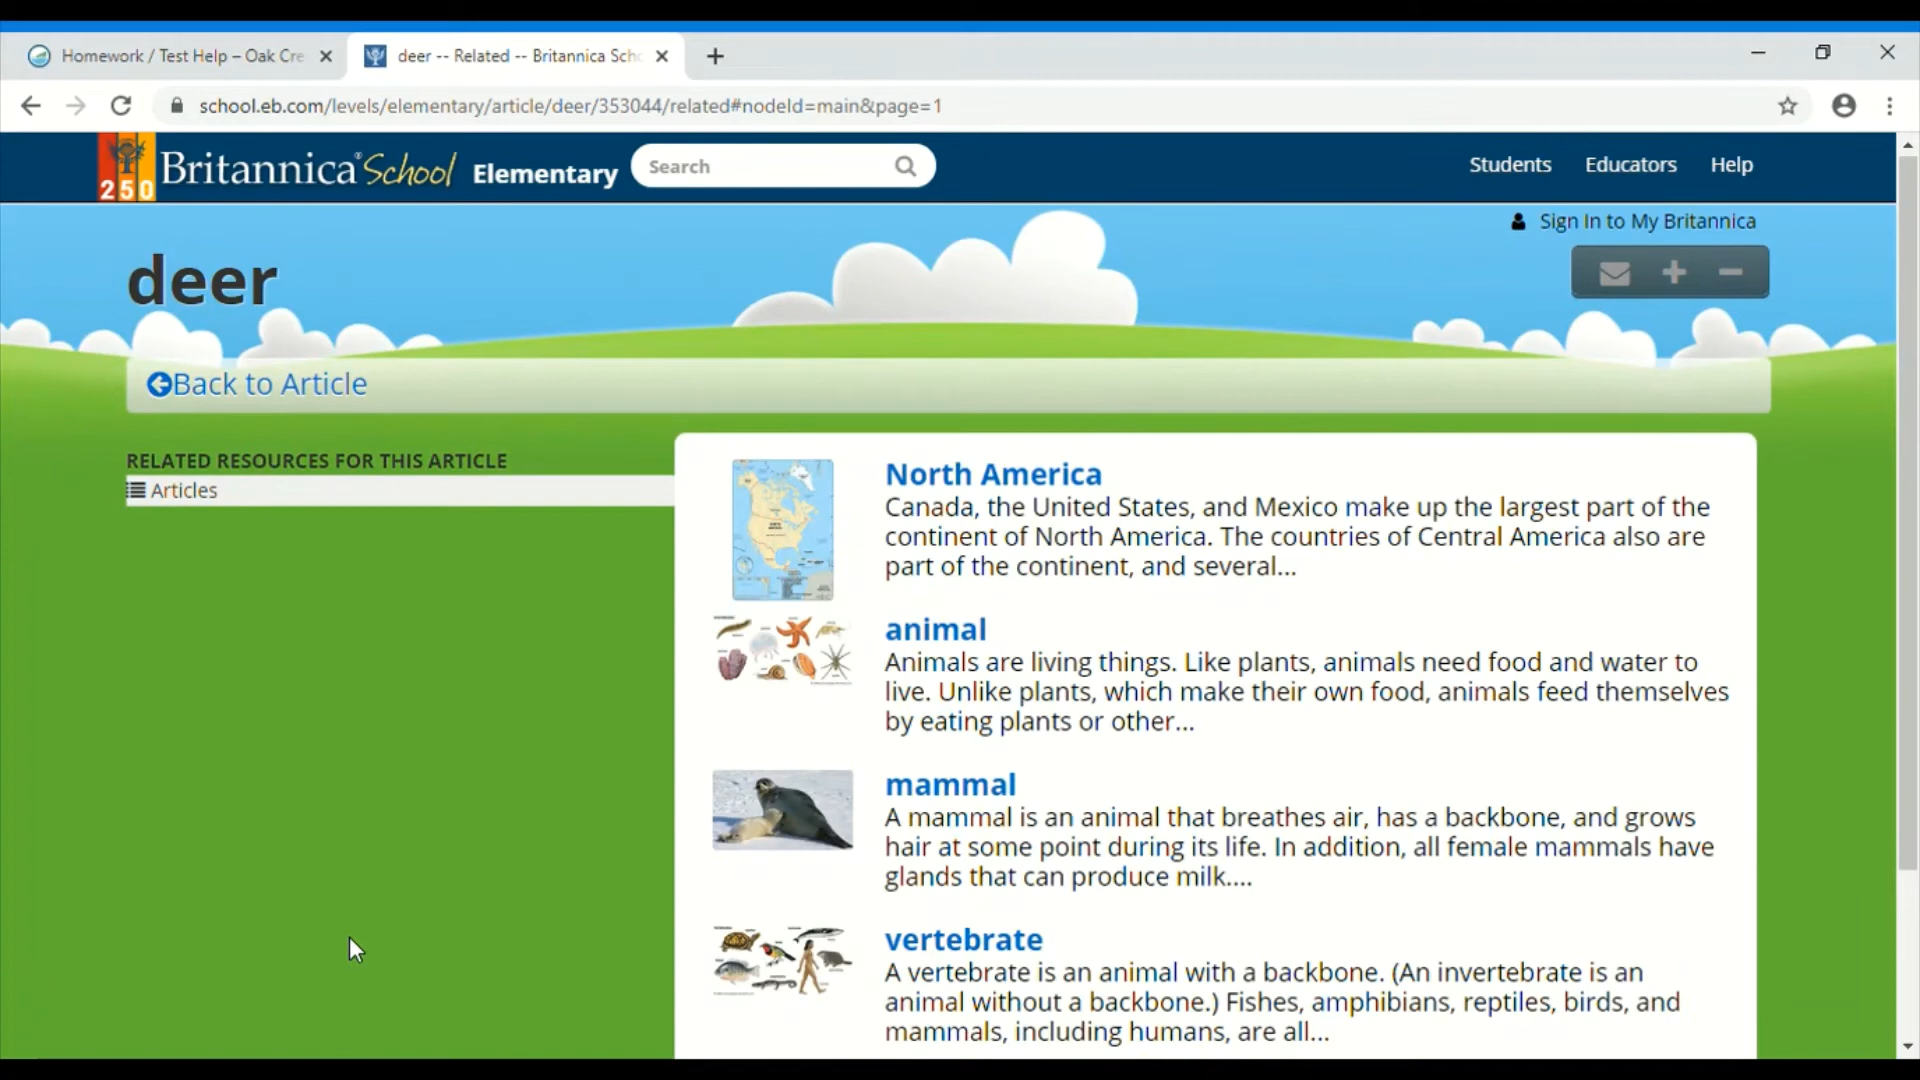 Homework / Test Help – Oak Cre
deer -- Related -- Britannica Scho
school.eb.com/levels/elementary/article/deer/353044/related#nodeId=main&page=1
250
Britannica® School Elementary
Search
Students Educators Help
Sign In to My Britannica
deer
Back to Article
RELATED RESOURCES FOR THIS ARTICLE
Articles
North America
Canada, the United States, and Mexico make up the largest part of the
continent of North America. The countries of Central America also are
part of the continent, and several...
animal
Animals are living things. Like plants, animals need food and water to
live. Unlike plants, which make their own food, animals feed themselves
by eating plants or other...
mammal
A mammal is an animal that breathes air, has a backbone, and grows
hair at some point during its life. In addition, all female mammals have
glands that can produce milk....
vertebrate
A vertebrate is an animal with a backbone. (An invertebrate is an
animal without a backbone.) Fishes, amphibians, reptiles, birds, and
mammals, including humans, are all...